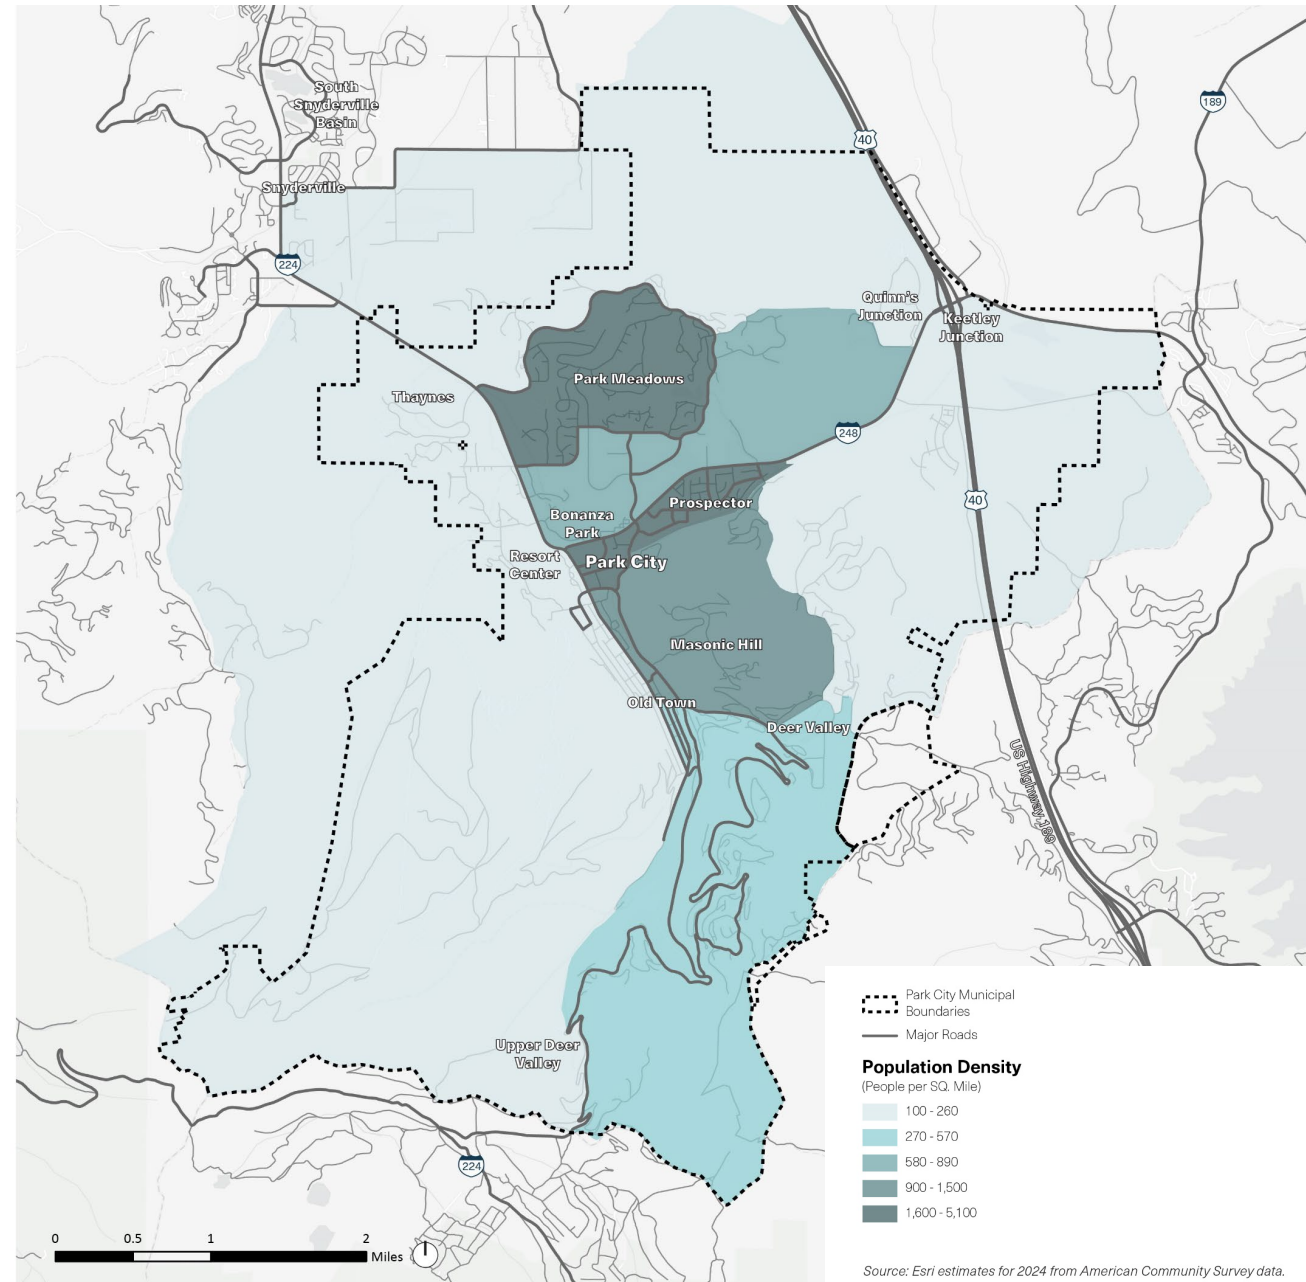 South
Snyderville
Basin
189
40
Snyderville
224
Quinn's
Junction
Keetley
Junction
Park Meadows
Thaynes
248
Prospector
40
Bonanza
Park
Resort
Center
Park City
Masonic Hill
Old Town
Deer Valley
US Highway 189
Upper Deer
Valley
224
Park City Municipal
Boundaries
Major Roads
Population Density
(People per SQ. Mile)
100 - 260
270 - 570
580 - 890
900 - 1,500
1,600 - 5,100
0 0.5 1 2
Miles
Source: Esri estimates for 2024 from American Community Survey data.